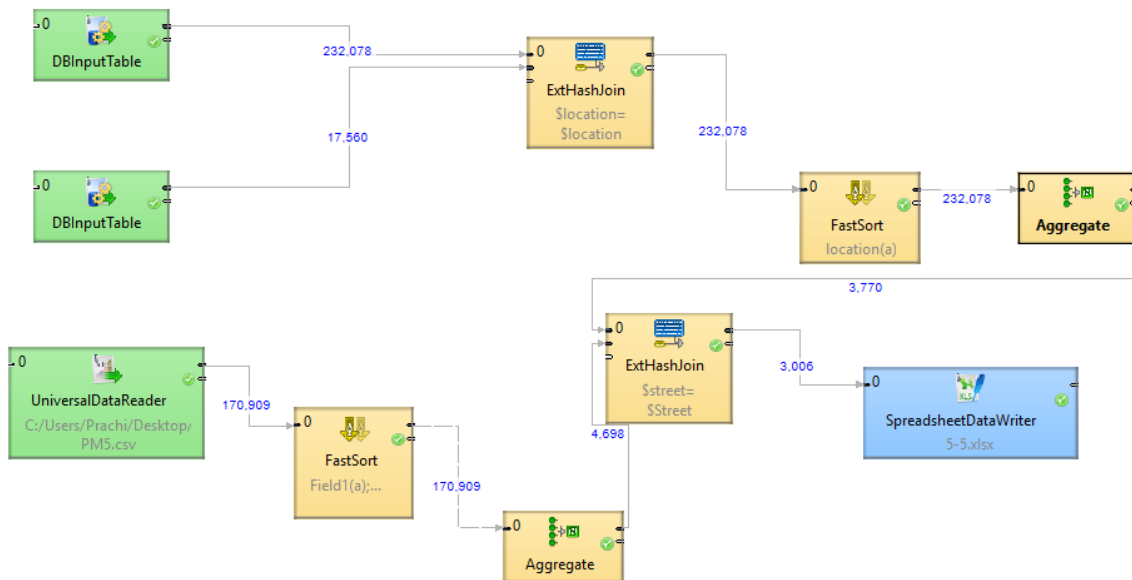 0
DBInputTable
232,078
0
ExtHashJoin
$location=
$location
17,560
232,078
0
DBInputTable
0
FastSort
location(a)
232,078
0
Aggregate
3,770
0
UniversalDataReader
C:/Users/Prachi/Desktop/
PM5.csv
170,909
0
FastSort
Field1(a);...
170,909
0
Aggregate
4,698
0
ExtHashJoin
$street=
$Street
3,006
0
XLS
SpreadsheetDataWriter
5-5.xlsx